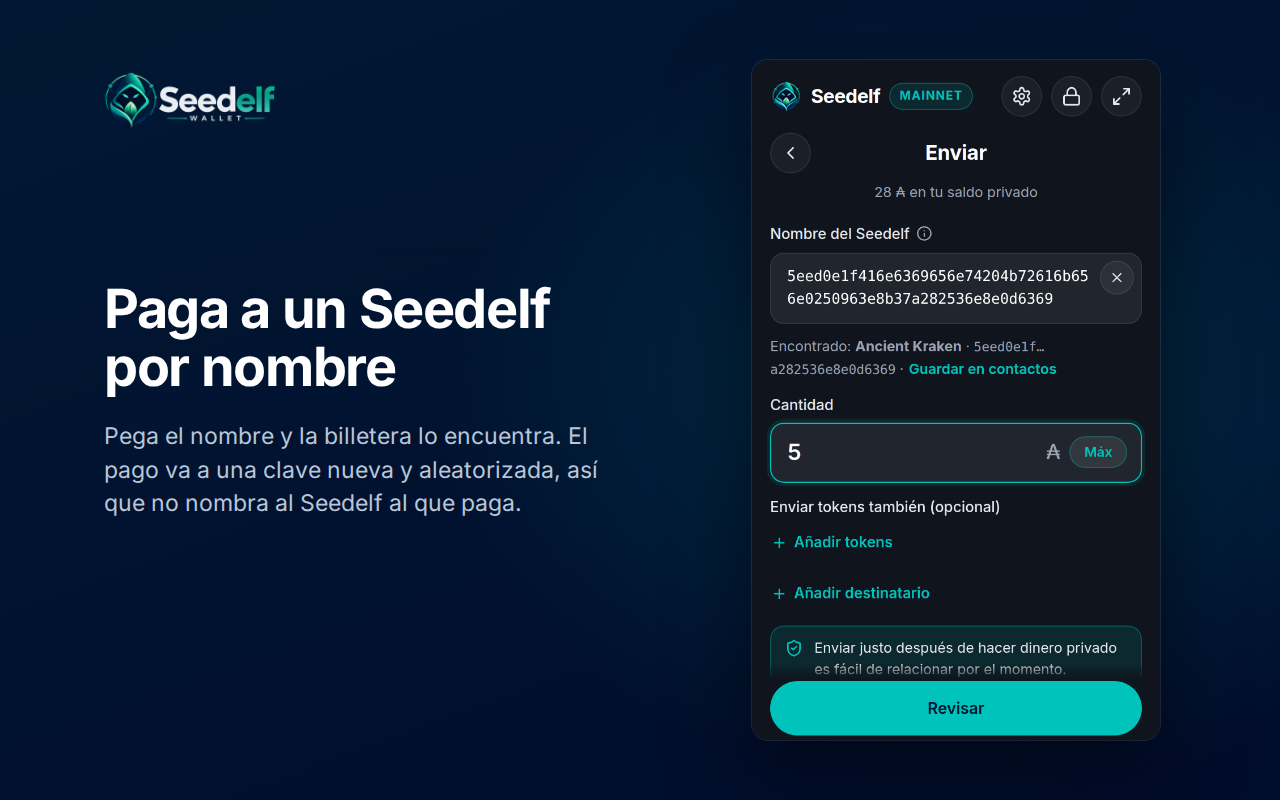 Seedelf
WALLET
Paga a un Seedelf
por nombre
Pega el nombre y la billetera lo encuentra. El
pago va a una clave nueva y aleatorizada, así
que no nombra al Seedelf al que paga.
Seedelf MAINNET
Enviar
28 ₳ en tu saldo privado
Nombre del Seedelf
5eed0e1f416e6369656e74204b72616b65
6e0250963e8b37a282536e8e0d6369
Encontrado: Ancient Kraken · 5eed0e1f…
a282536e8e0d6369 · Guardar en contactos
Cantidad
5 ₳ Máx
Enviar tokens también (opcional)
+ Añadir tokens
+ Añadir destinatario
Enviar justo después de hacer dinero privado
es fácil de relacionar por el momento.
Revisar